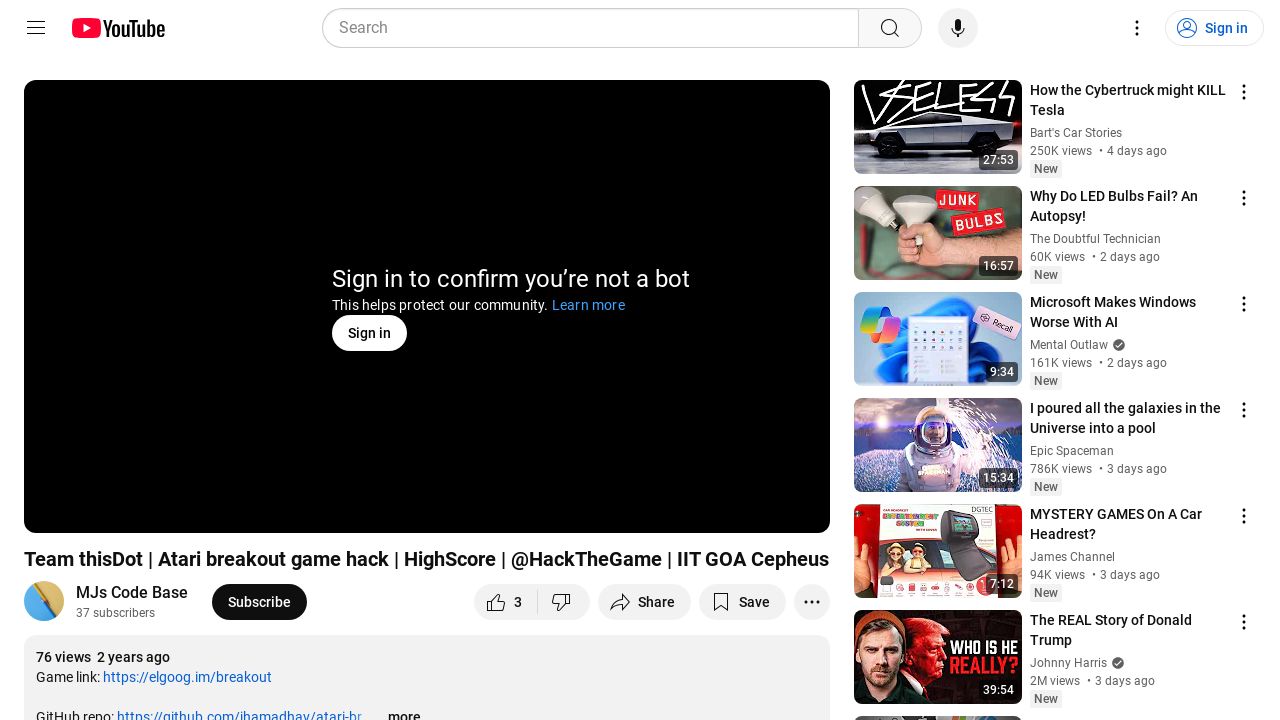 YouTube
Search
Sign in
Sign in to confirm you’re not a bot
This helps protect our community. Learn more
Sign in
Team thisDot | Atari breakout game hack | HighScore | @HackTheGame | IIT GOA Cepheus
MJs Code Base
37 subscribers
Subscribe
3
Share
Save
76 views 2 years ago
Game link: https://elgoog.im/breakout
GitHub repo: https://github.com/jhamadhav/atari-br
...more
USELESS
27:53
How the Cybertruck might KILL
Tesla
Bart's Car Stories
250K views • 4 days ago
New
JUNK
BULBS
16:57
Why Do LED Bulbs Fail? An
Autopsy!
The Doubtful Technician
60K views • 2 days ago
New
Recall
9:34
Microsoft Makes Windows
Worse With AI
Mental Outlaw
161K views • 2 days ago
New
15:34
I poured all the galaxies in the
Universe into a pool
Epic Spaceman
786K views • 3 days ago
New
DGTEC
CAR HEADREST
ENTERTAINMENT
SYSTEM
7:12
MYSTERY GAMES On A Car
Headrest?
James Channel
94K views • 3 days ago
New
WHO IS HE
REALLY?
39:54
The REAL Story of Donald
Trump
Johnny Harris
2M views • 3 days ago
New